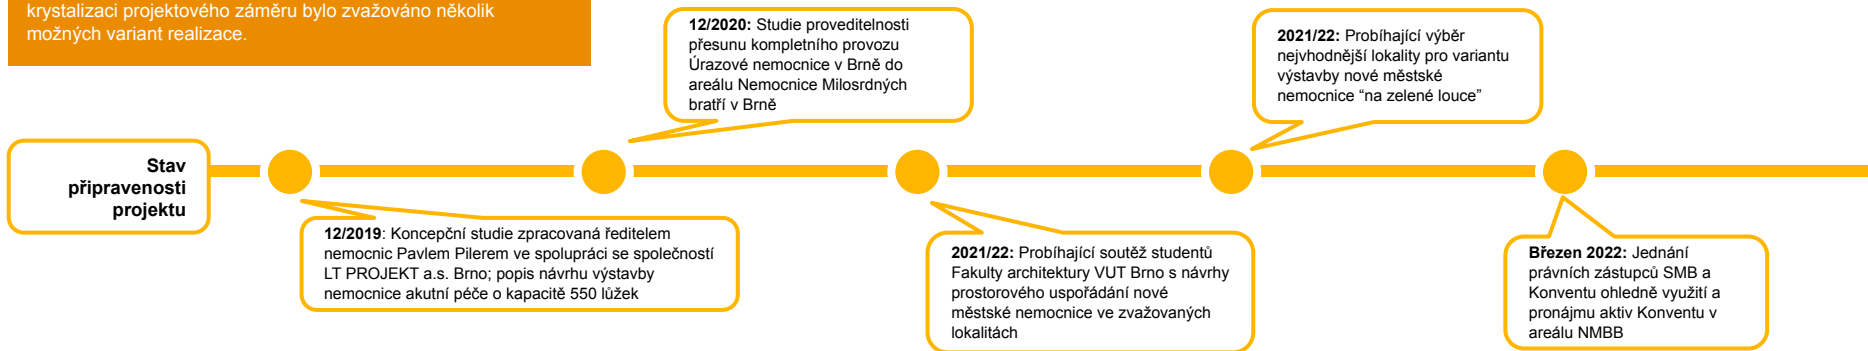 krystalizaci projektového záměru bylo zvažováno několik
možných variant realizace.
12/2020: Studie proveditelnosti
přesunu kompletního provozu
Úrazové nemocnice v Brně do
areálu Nemocnice Milosrdných
bratří v Brně
2021/22: Probíhající výběr
nejvhodnější lokality pro variantu
výstavby nové městské
nemocnice “na zelené louce”
Stav
připravenosti
projektu
12/2019: Koncepční studie zpracovaná ředitelem
nemocnic Pavlem Pilerem ve spolupráci se společností
LT PROJEKT a.s. Brno; popis návrhu výstavby
nemocnice akutní péče o kapacitě 550 lůžek
2021/22: Probíhající soutěž studentů
Fakulty architektury VUT Brno s návrhy
prostorového uspořádání nové
městské nemocnice ve zvažovaných
lokalitách
Březen 2022: Jednání
právních zástupců SMB a
Konventu ohledně využití a
pronájmu aktiv Konventu v
areálu NMBB